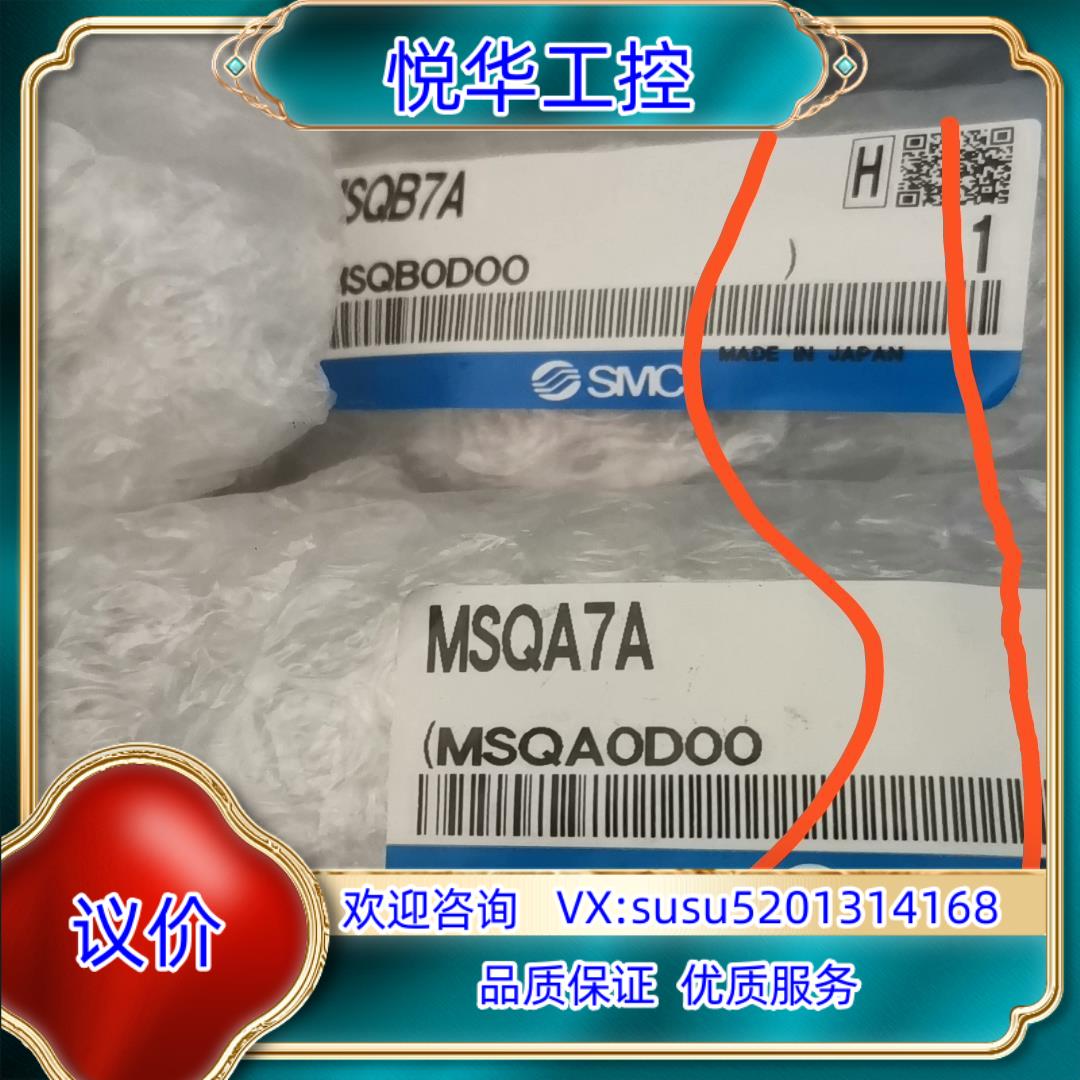 悦华工控
MSQB7A
H
1
MSQB0D00
)
MADE IN JAPAN
SMC
MSQA7A
(MSQA0D00
议价
欢迎咨询 VX:susu5201314168
品质保证 优质服务